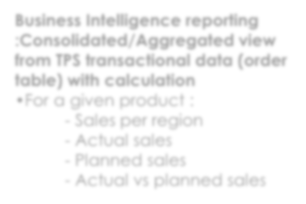 Business Intelligence reporting
:Consolidated/Aggregated view
from TPS transactional data (order
table) with calculation
•For a given product :
- Sales per region
- Actual sales
- Planned sales
- Actual vs planned sales